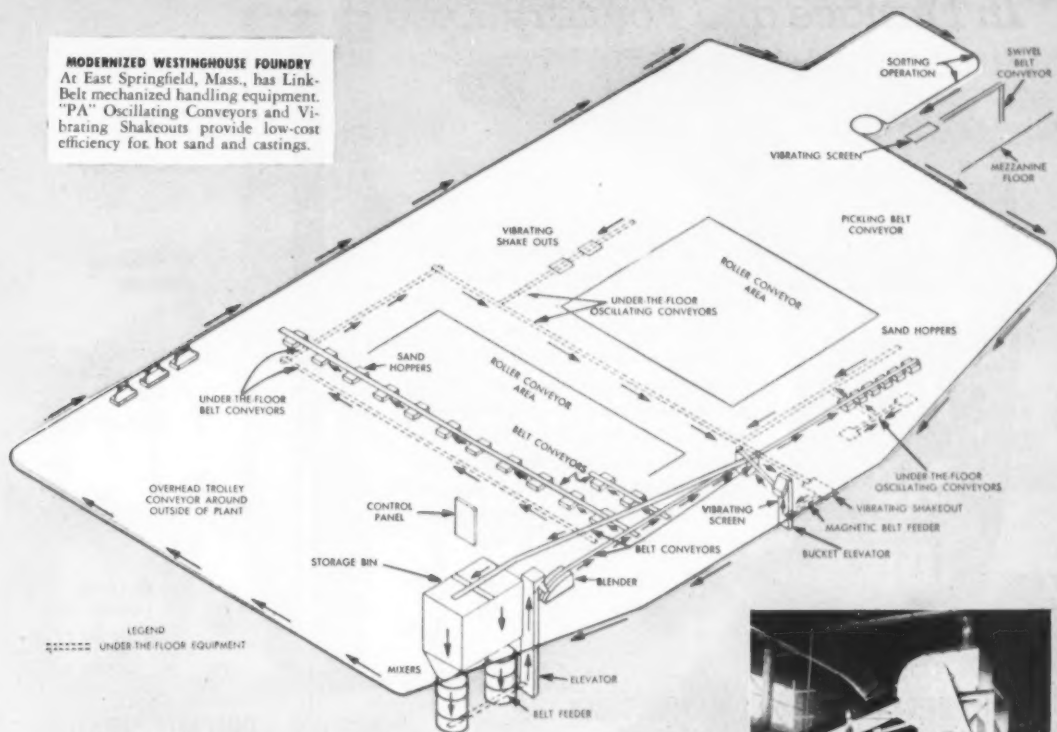 MODERNIZED WESTINGHOUSE FOUNDRY
At East Springfield, Mass., has Link-
Belt mechanized handling equipment.
"PA" Oscillating Conveyors and Vi-
brating Shakeouts provide low-cost
efficiency for hot sand and castings.
SORTING
OPERATION
SWIVEL
BELT
CONVEYOR
VIBRATING SCREEN
MEZZANINE
FLOOR
PICKLING BELT
CONVEYOR
VIBRATING
SHAKE OUTS
ROLLER CONVEYOR
AREA
UNDER-THE-FLOOR
OSCILLATING CONVEYORS
SAND HOPPERS
SAND
HOPPERS
ROLLER CONVEYOR
AREA
UNDER-THE-FLOOR
BELT CONVEYORS
BELT CONVEYORS
OVERHEAD TROLLEY
CONVEYOR AROUND
OUTSIDE OF PLANT
CONTROL
PANEL
UNDER-THE-FLOOR
OSCILLATING CONVEYORS
VIBRATING
SCREEN
VIBRATING SHAKEOUT
MAGNETIC BELT FEEDER
BUCKET ELEVATOR
BELT CONVEYORS
STORAGE BIN
BLENDER
LEGEND
UNDER-THE-FLOOR EQUIPMENT
MIXERS
ELEVATOR
BELT FEEDER